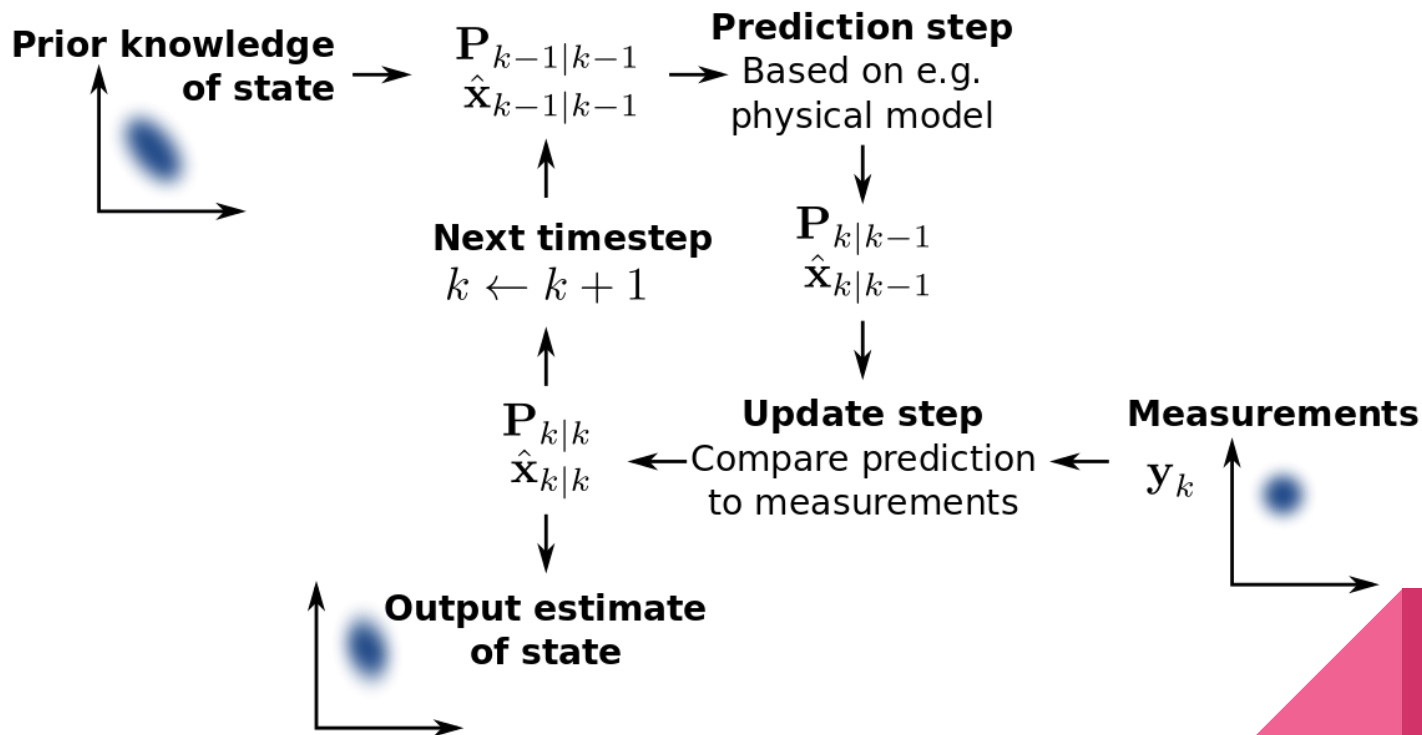 Prior knowledge
of state
P_{k−1|k−1}
x̂_{k−1|k−1}
Prediction step
Based on e.g.
physical model
Next timestep
k ← k + 1
P_{k|k−1}
x̂_{k|k−1}
P_{k|k}
x̂_{k|k}
Update step
Compare prediction
to measurements
Measurements
y_k
Output estimate
of state